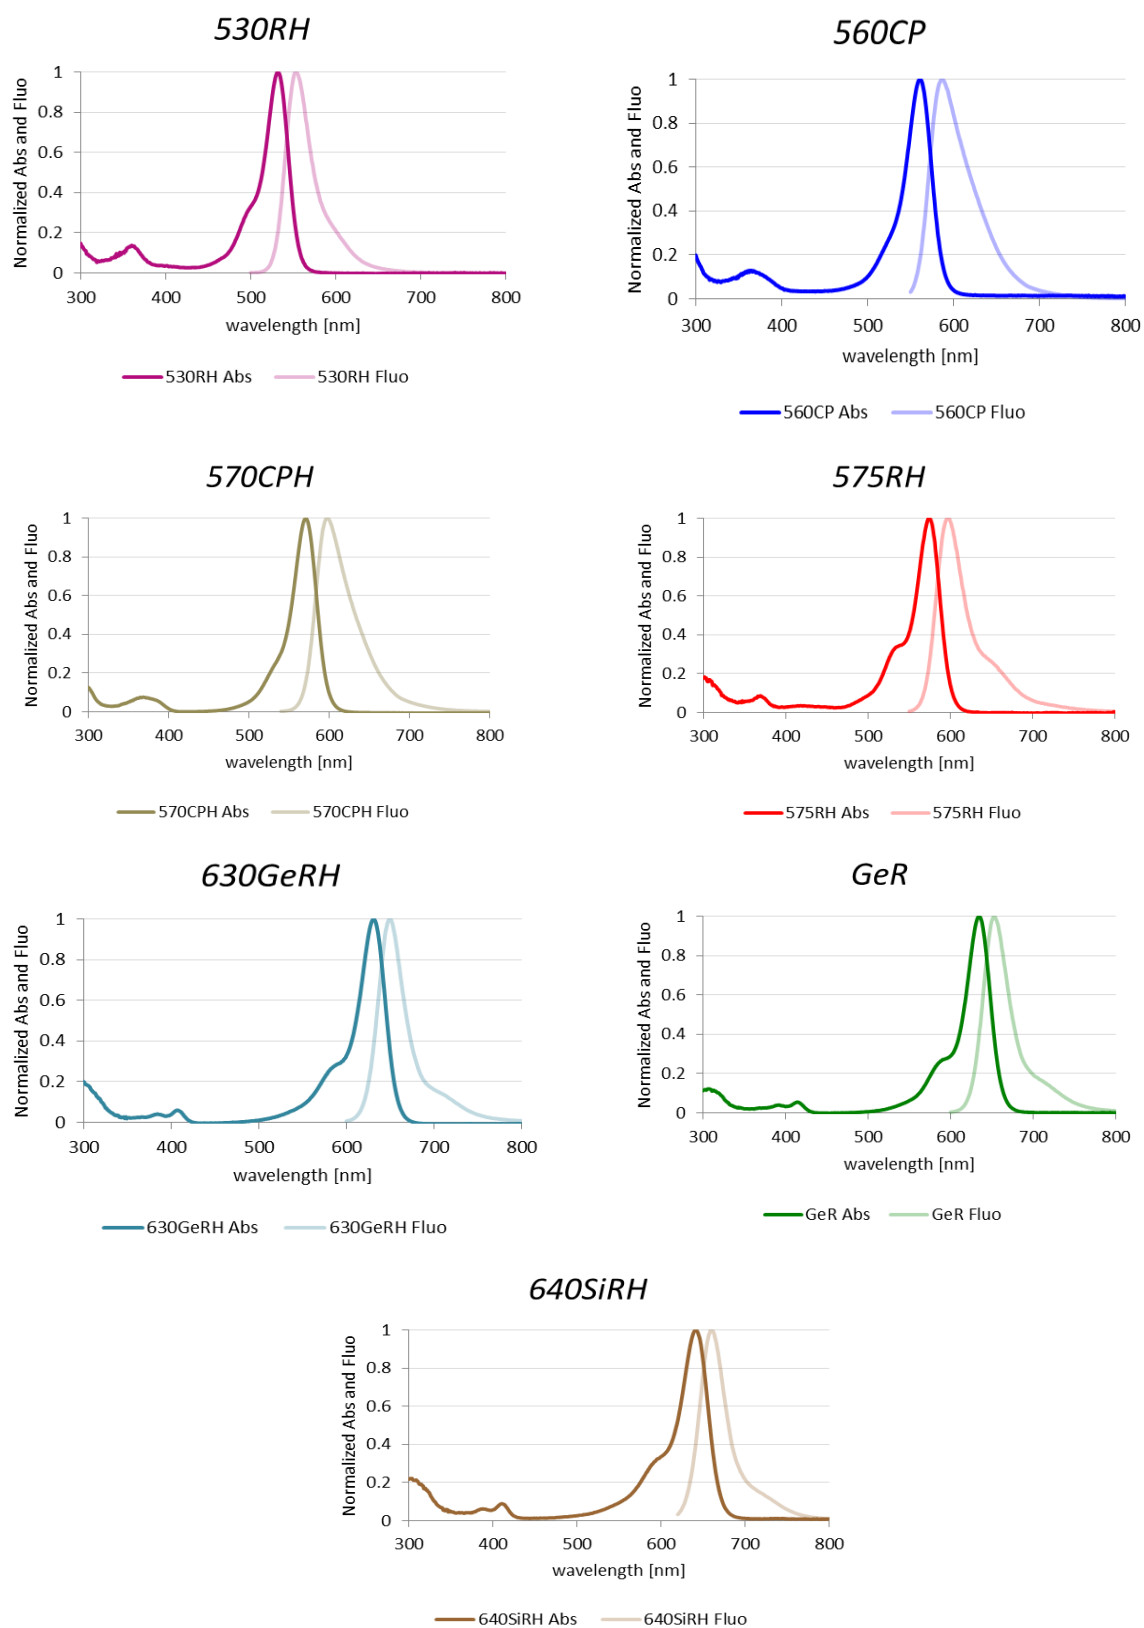 530RH
Normalized Abs and Fluo
1
0.8
0.6
0.4
0.2
0
300 400 500 600 700 800
wavelength [nm]
530RH Abs 530RH Fluo
560CP
Normalized Abs and Fluo
1
0.8
0.6
0.4
0.2
0
300 400 500 600 700 800
wavelength [nm]
560CP Abs 560CP Fluo
570CPH
Normalized Abs and Fluo
1
0.8
0.6
0.4
0.2
0
300 400 500 600 700 800
wavelength [nm]
570CPH Abs 570CPH Fluo
575RH
Normalized Abs and Fluo
1
0.8
0.6
0.4
0.2
0
300 400 500 600 700 800
wavelength [nm]
575RH Abs 575RH Fluo
630GeRH
Normalized Abs and Fluo
1
0.8
0.6
0.4
0.2
0
300 400 500 600 700 800
wavelength [nm]
630GeRH Abs 630GeRH Fluo
GeR
Normalized Abs and Fluo
1
0.8
0.6
0.4
0.2
0
300 400 500 600 700 800
wavelength [nm]
GeR Abs GeR Fluo
640SiRH
Normalized Abs and Fluo
1
0.8
0.6
0.4
0.2
0
300 400 500 600 700 800
wavelength [nm]
640SiRH Abs 640SiRH Fluo